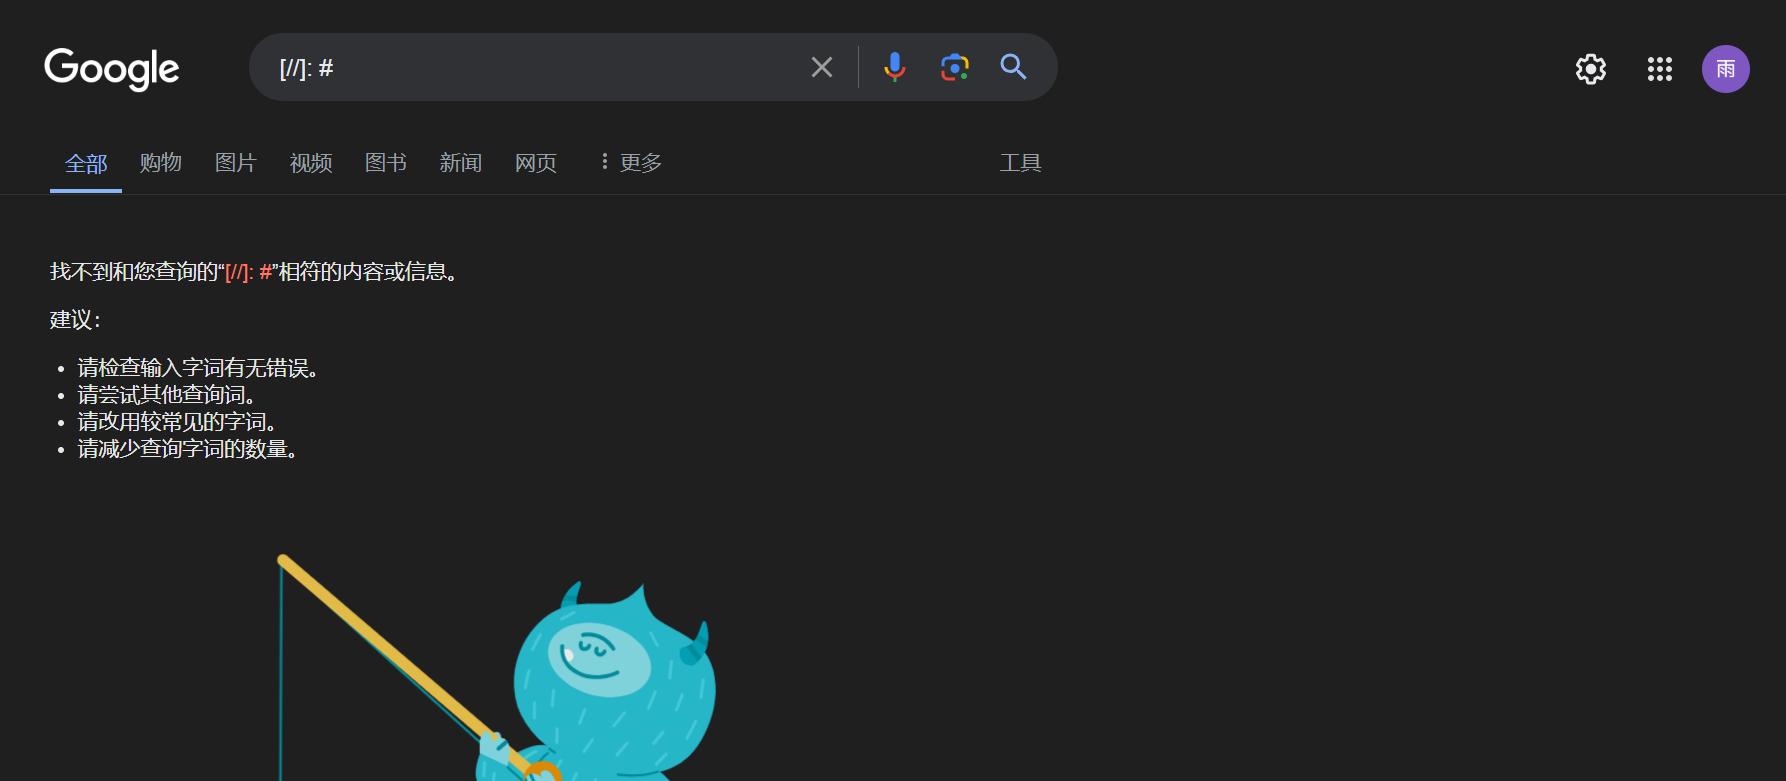 Google
[//]: #
雨
全部 购物 图片 视频 图书 新闻 网页 更多 工具
找不到和您查询的“[//]: #”相符的内容或信息。
建议：
请检查输入字词有无错误。
请尝试其他查询词。
请改用较常见的字词。
请减少查询字词的数量。